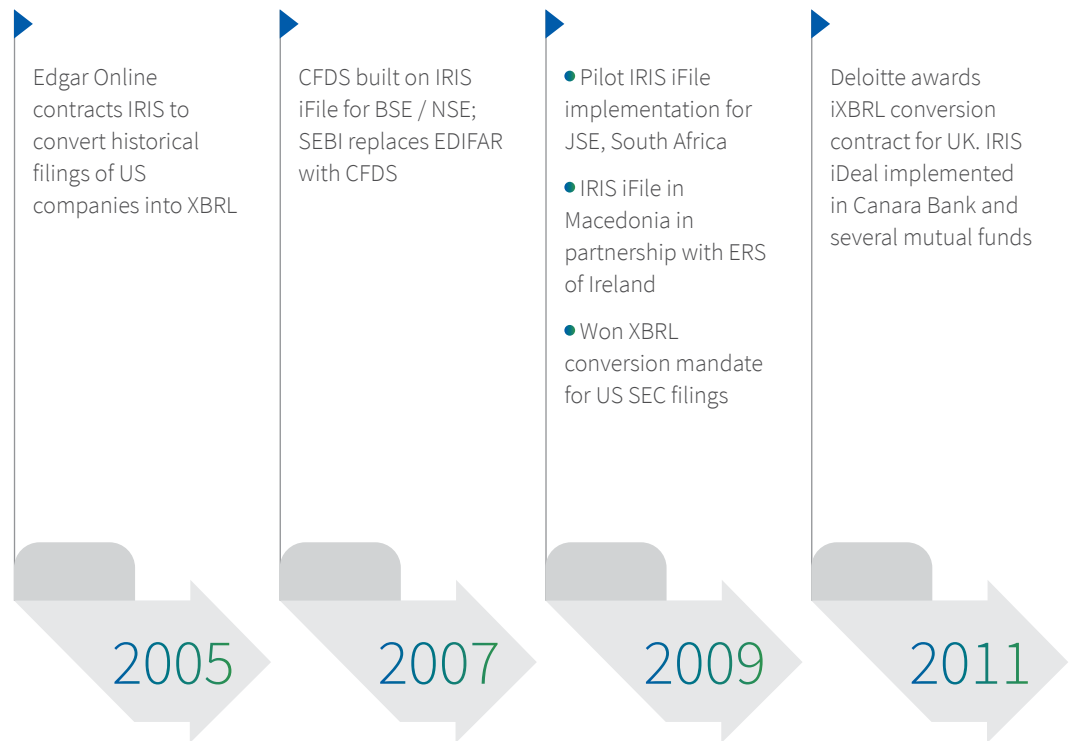 Edgar Online
contracts IRIS to
convert historical
filings of US
companies into XBRL
2005
CFDS built on IRIS
iFile for BSE / NSE;
SEBI replaces EDIFAR
with CFDS
2007
• Pilot IRIS iFile
implementation for
JSE, South Africa
• IRIS iFile in
Macedonia in
partnership with ERS
of Ireland
• Won XBRL
conversion mandate
for US SEC filings
2009
Deloitte awards
iXBRL conversion
contract for UK. IRIS
iDeal implemented
in Canara Bank and
several mutual funds
2011